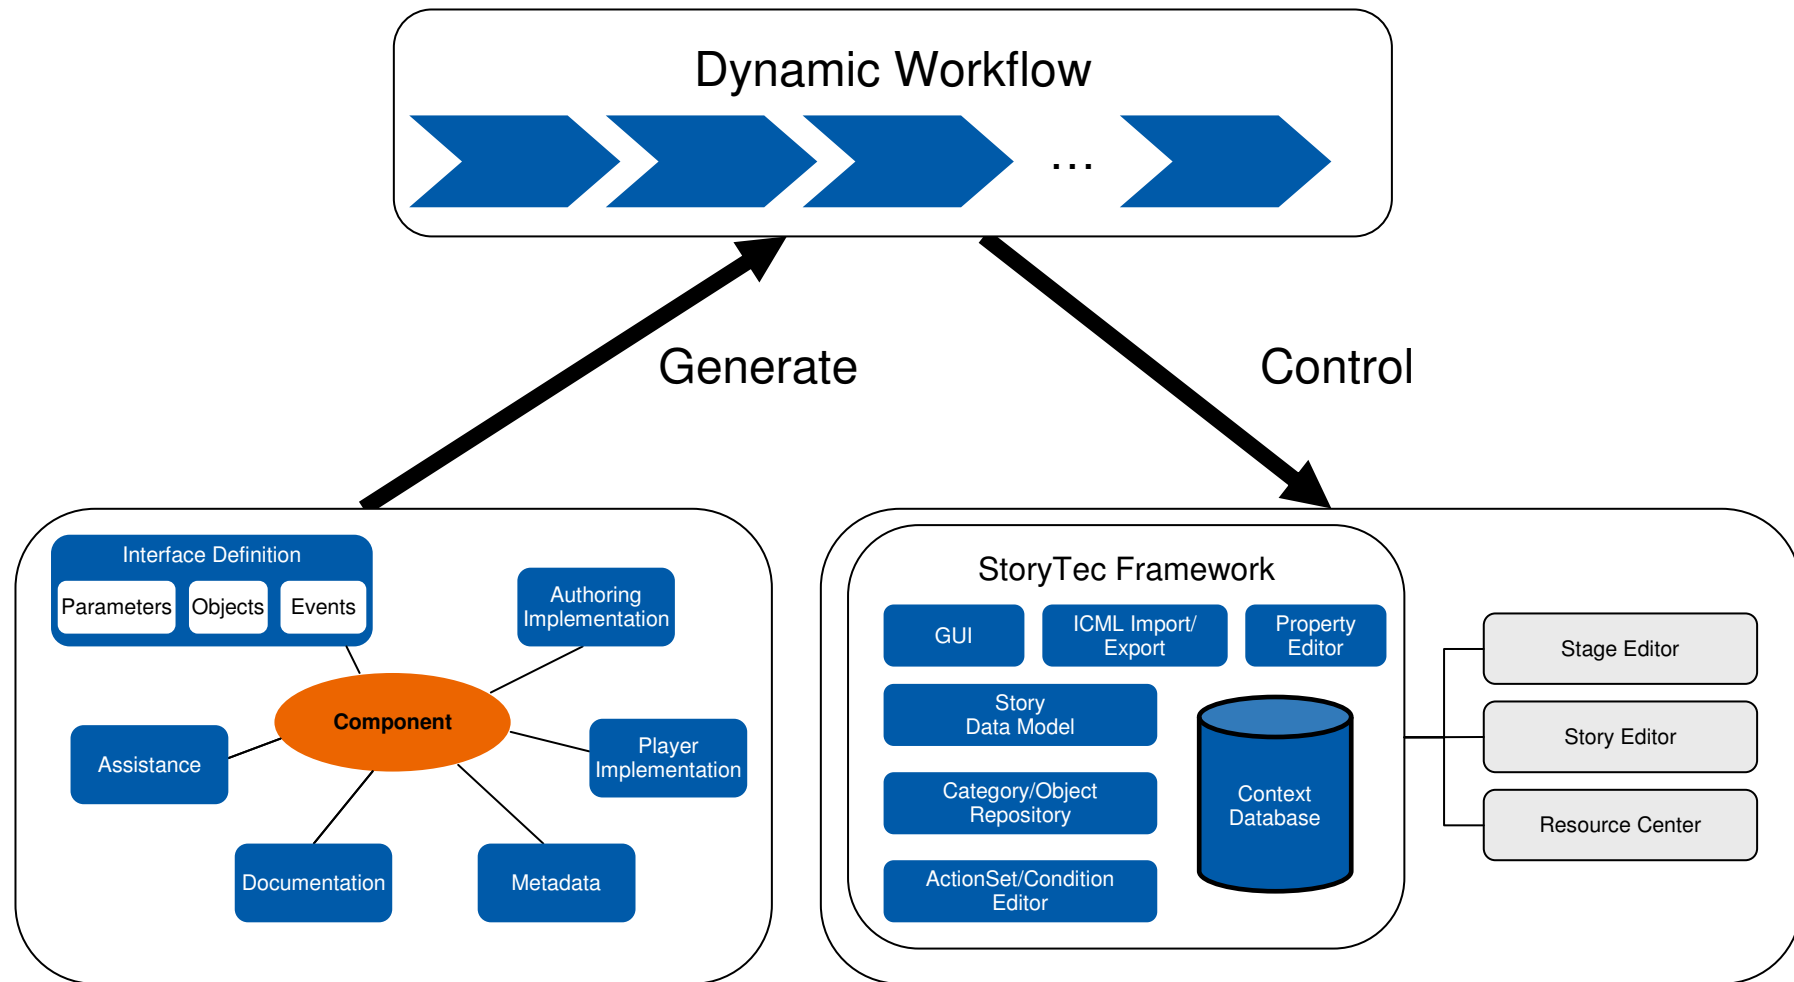 Dynamic Workflow
...
Generate
Control
Interface Definition
Parameters
Objects
Events
Authoring
Implementation
Component
Assistance
Player
Implementation
Documentation
Metadata
StoryTec Framework
GUI
ICML Import/
Export
Property
Editor
Story
Data Model
Category/Object
Repository
ActionSet/Condition
Editor
Context
Database
Stage Editor
Story Editor
Resource Center